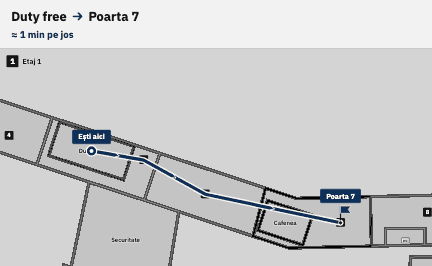 Duty free → Poarta 7
≈ 1 min pe jos
1 Etaj 1
4
Ești aici
Du
Poarta 7
Cafenea
8
Securitate